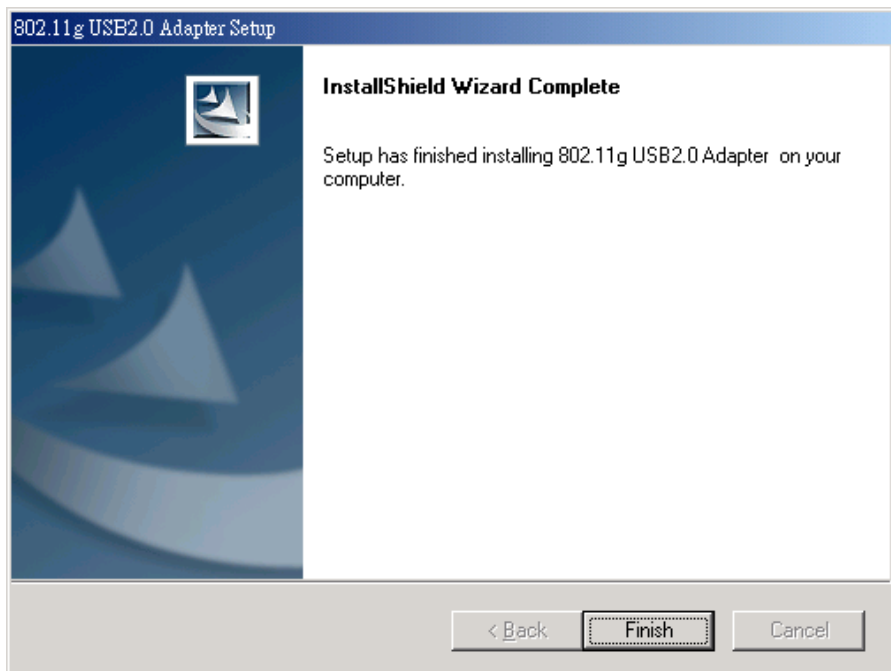 802.11g USB2.0 Adapter Setup
InstallShield Wizard Complete
Setup has finished installing 802.11g USB2.0 Adapter  on your
computer.
< Back
Finish
Cancel